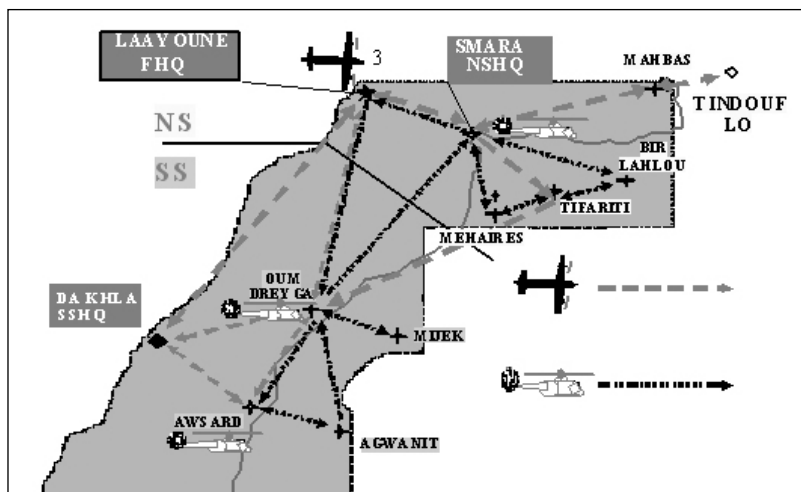 LAAYOUNE
FHQ
3
SMARA
NSHQ
MAHBAS
TINDOUF
LO
NS
SS
BIR
LAHLOU
TIFARITI
MEHAIRES
OUM
DREYGA
DAKHLA
SSHQ
MIJEK
AWSARD
AGWANIT